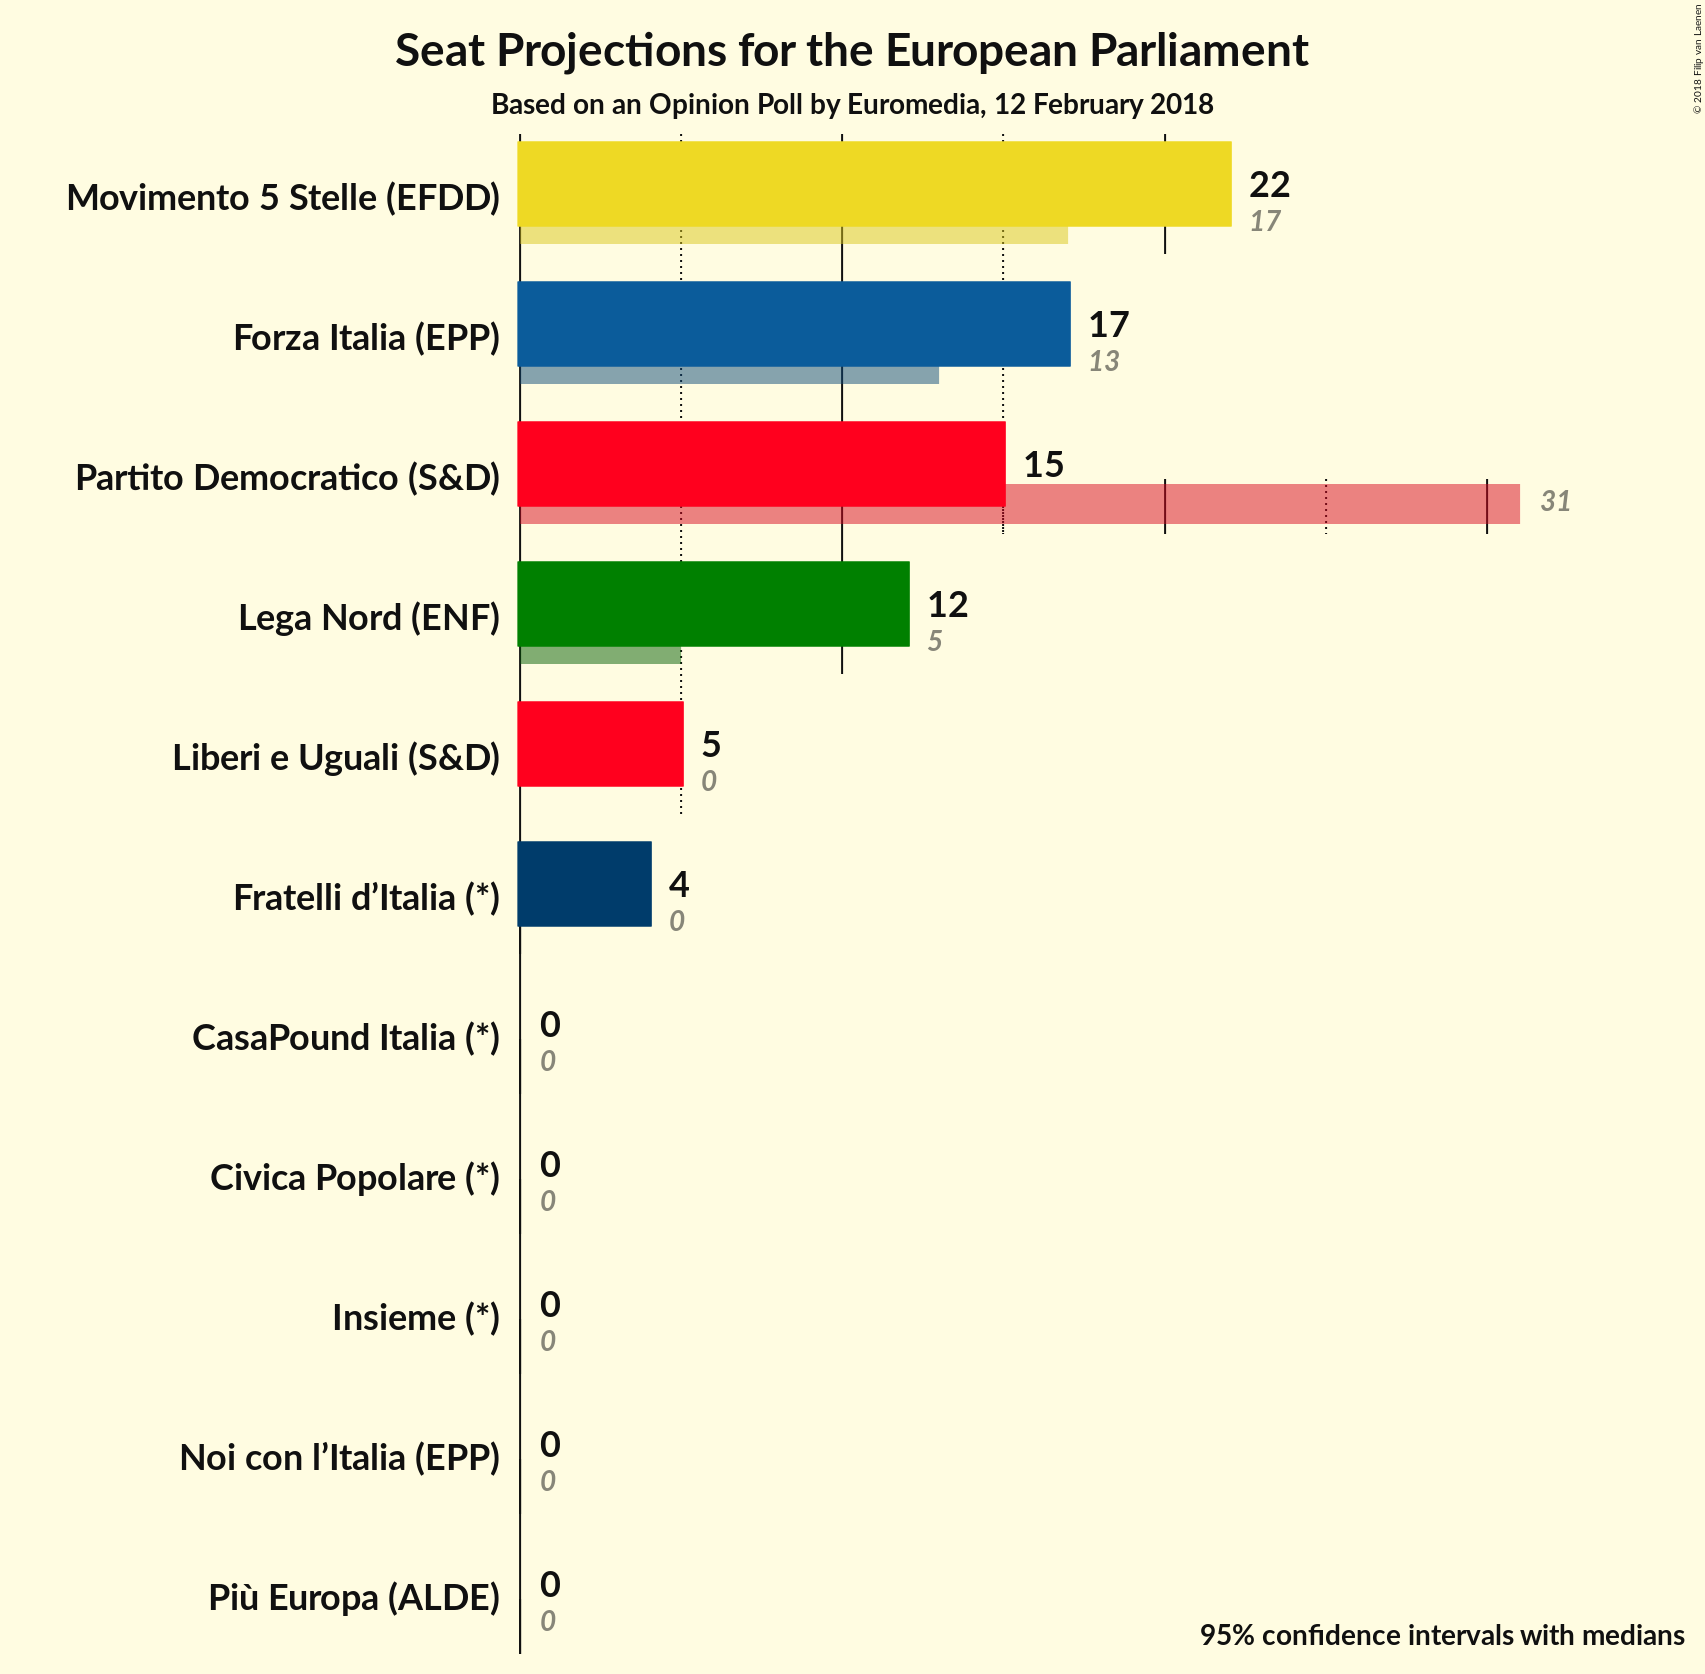 Seat Projections for the European Parliament
Based on an Opinion Poll by Euromedia, 12 February 2018
© 2018 Filip van Laenen
Movimento 5 Stelle (EFDD)
22
17
Forza Italia (EPP)
17
13
Partito Democratico (S&D)
15
31
Lega Nord (ENF)
12
5
Liberi e Uguali (S&D)
5
0
Fratelli d’Italia (*)
4
0
CasaPound Italia (*)
0
0
Civica Popolare (*)
0
0
Insieme (*)
0
0
Noi con l’Italia (EPP)
0
0
Più Europa (ALDE)
0
0
95% confidence intervals with medians